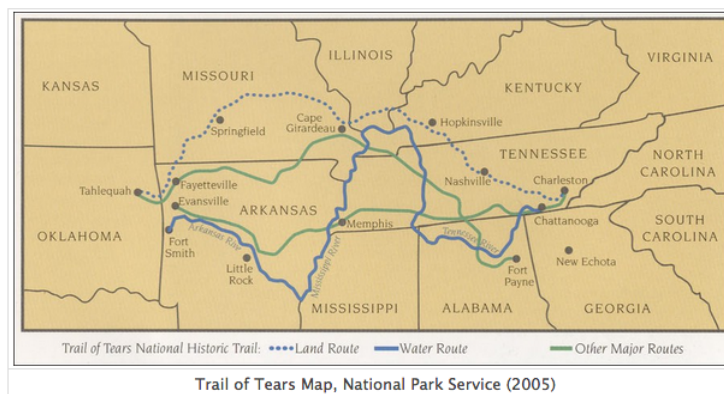 ILLINOIS
VIRGINIA
KANSAS
MISSOURI
KENTUCKY
Cape
Girardeau
Hopkinsville
Springfield
TENNESSEE
NORTH
CAROLINA
Nashville
Charleston
Tahlequah
Fayetteville
Evansville
ARKANSAS
Memphis
Chattanooga
SOUTH
CAROLINA
OKLAHOMA
Fort
Smith
Arkansas River
Tennessee River
Mississippi River
Little
Rock
Fort
Payne
New Echota
MISSISSIPPI
ALABAMA
GEORGIA
Trail of Tears National Historic Trail: Land Route Water Route Other Major Routes
Trail of Tears Map, National Park Service (2005)